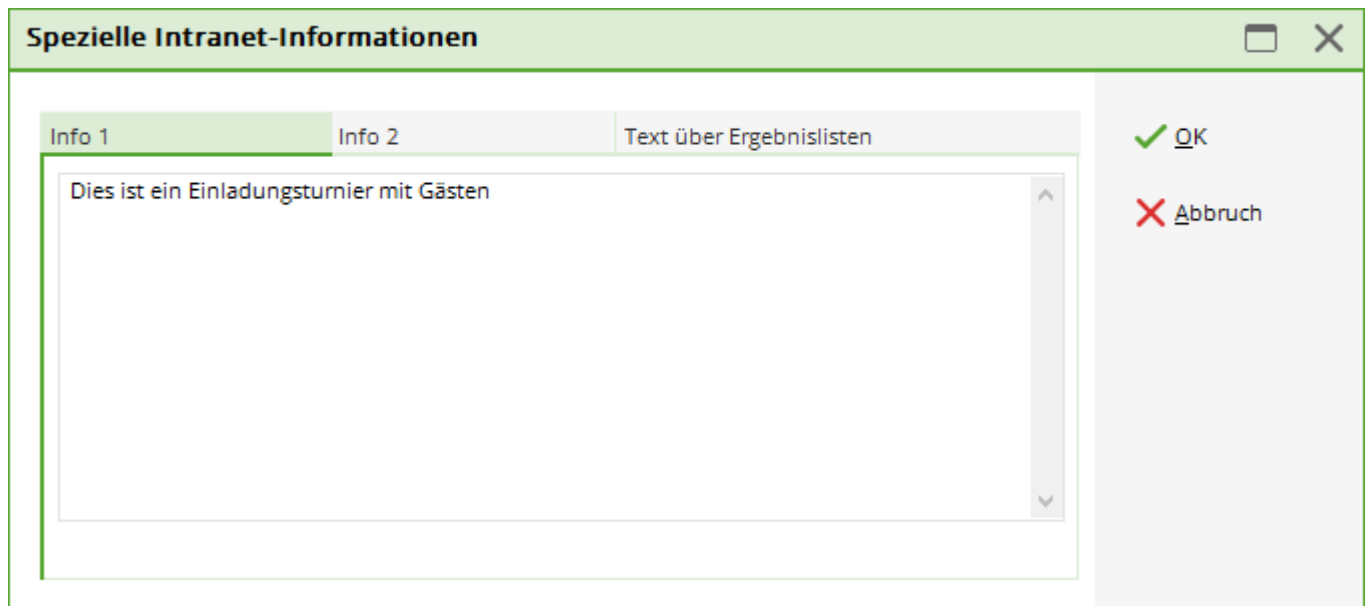 Spezielle Intranet-Informationen
Info 1
Info 2
Text über Ergebnislisten
OK
Dies ist ein Einladungsturnier mit Gästen
Abbruch